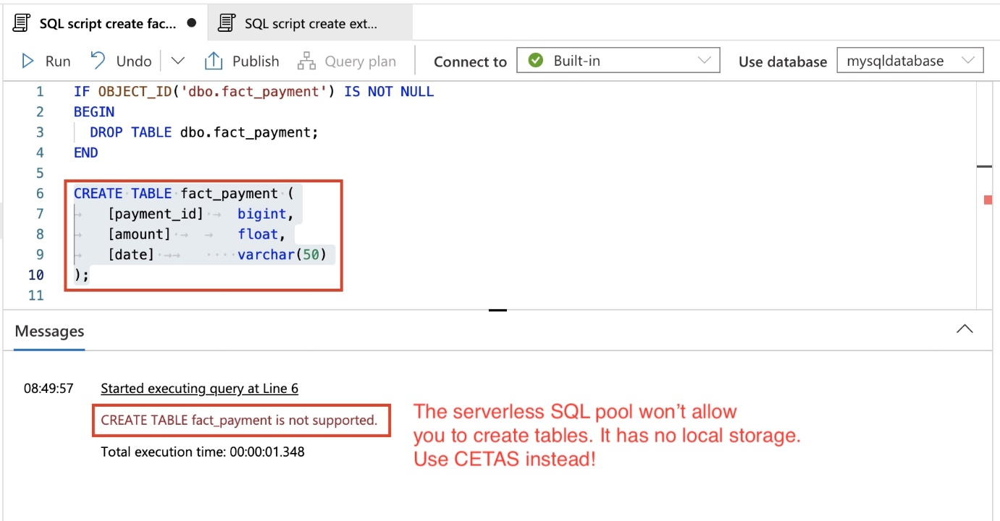 SQL script create fac... SQL script create ext...
Run Undo Publish Query plan Connect to Built-in Use database mysqldatabase
1 IF OBJECT_ID('dbo.fact_payment') IS NOT NULL
2 BEGIN
3 DROP TABLE dbo.fact_payment;
4 END
5
6 CREATE TABLE fact_payment (
7 [payment_id] bigint,
8 [amount] float,
9 [date] varchar(50)
10 );
11
Messages
08:49:57 Started executing query at Line 6
CREATE TABLE fact_payment is not supported.
Total execution time: 00:00:01.348
The serverless SQL pool won't allow
you to create tables. It has no local storage.
Use CETAS instead!